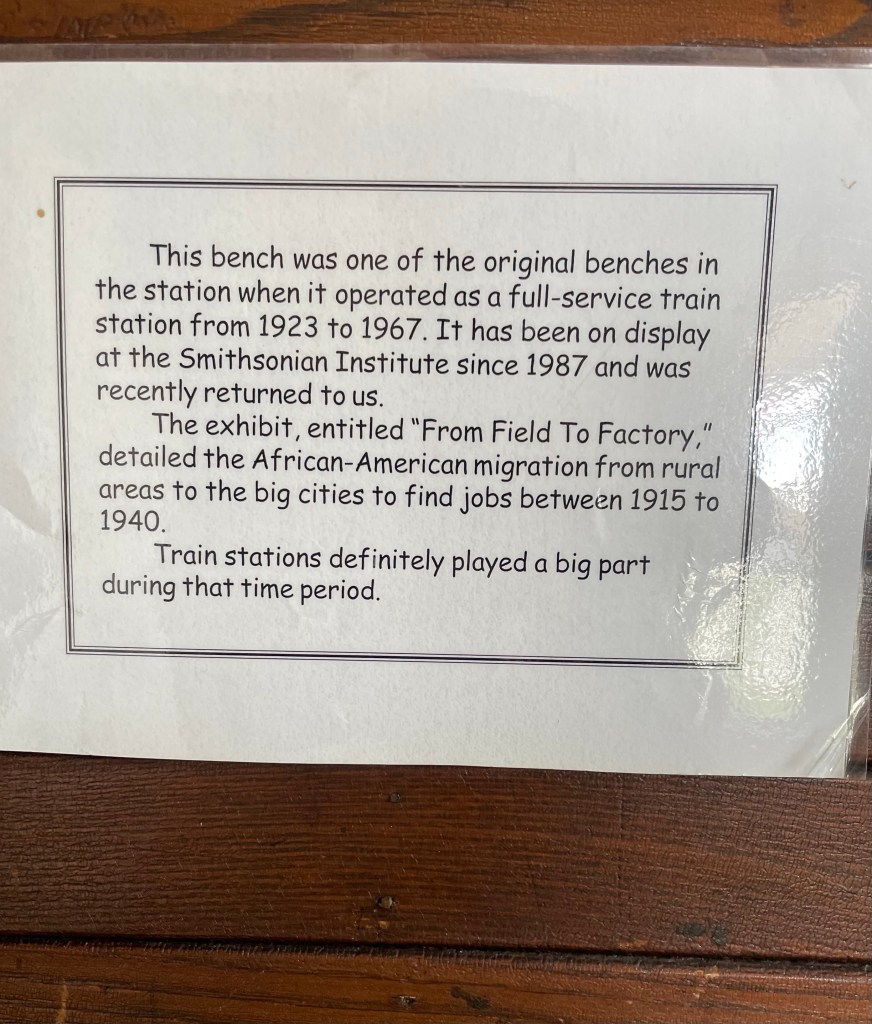 This bench was one of the original benches in
the station when it operated as a full-service train
station from 1923 to 1967. It has been on display
at the Smithsonian Institute since 1987 and was
recently returned to us.
The exhibit, entitled "From Field To Factory,"
detailed the African-American migration from rural
areas to the big cities to find jobs between 1915 to
1940.
Train stations definitely played a big part
during that time period.